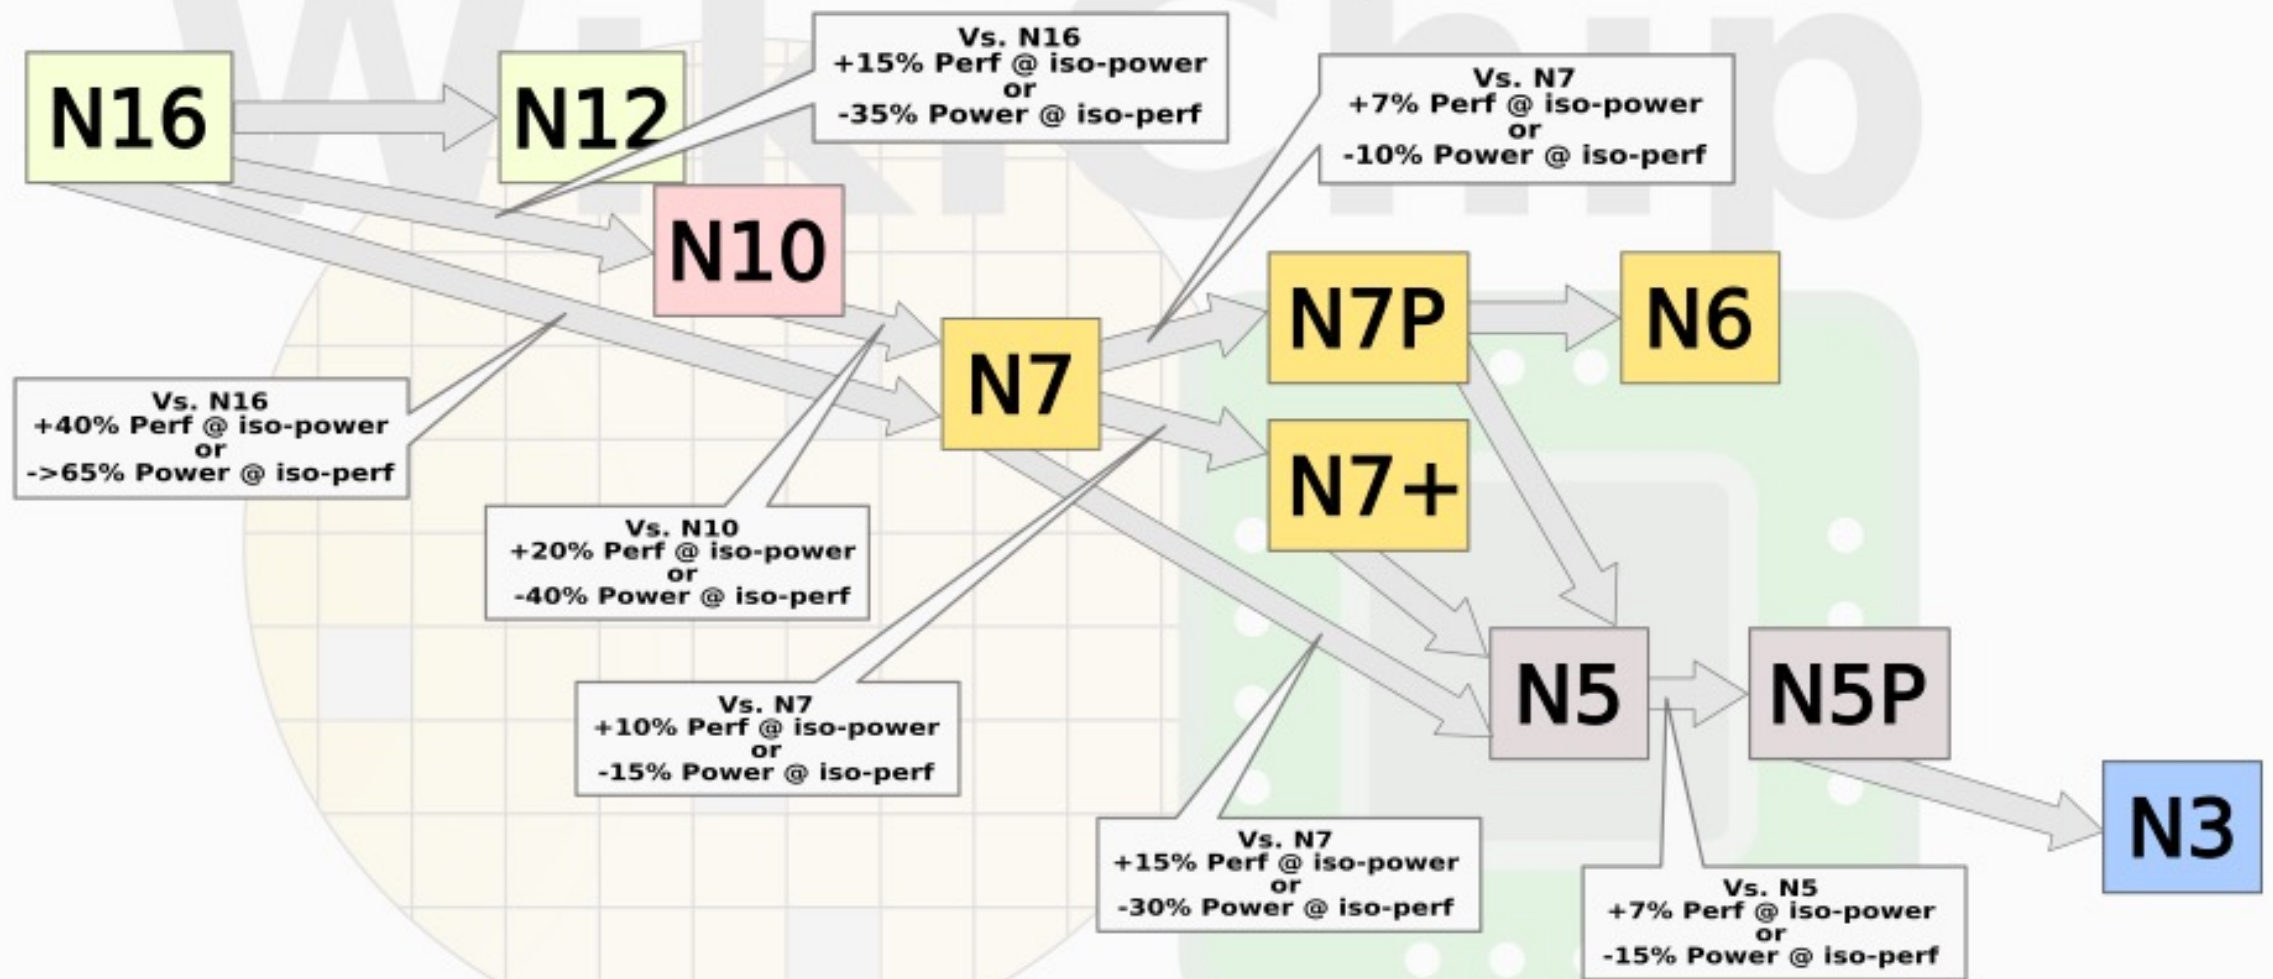 WikiChip
N16
N12
Vs. N16
+15% Perf @ iso-power
or
-35% Power @ iso-perf
Vs. N7
+7% Perf @ iso-power
or
-10% Power @ iso-perf
N10
N7P
N6
N7
Vs. N16
+40% Perf @ iso-power
or
->65% Power @ iso-perf
N7+
Vs. N10
+20% Perf @ iso-power
or
-40% Power @ iso-perf
N5
N5P
Vs. N7
+10% Perf @ iso-power
or
-15% Power @ iso-perf
N3
Vs. N7
+15% Perf @ iso-power
or
-30% Power @ iso-perf
Vs. N5
+7% Perf @ iso-power
or
-15% Power @ iso-perf